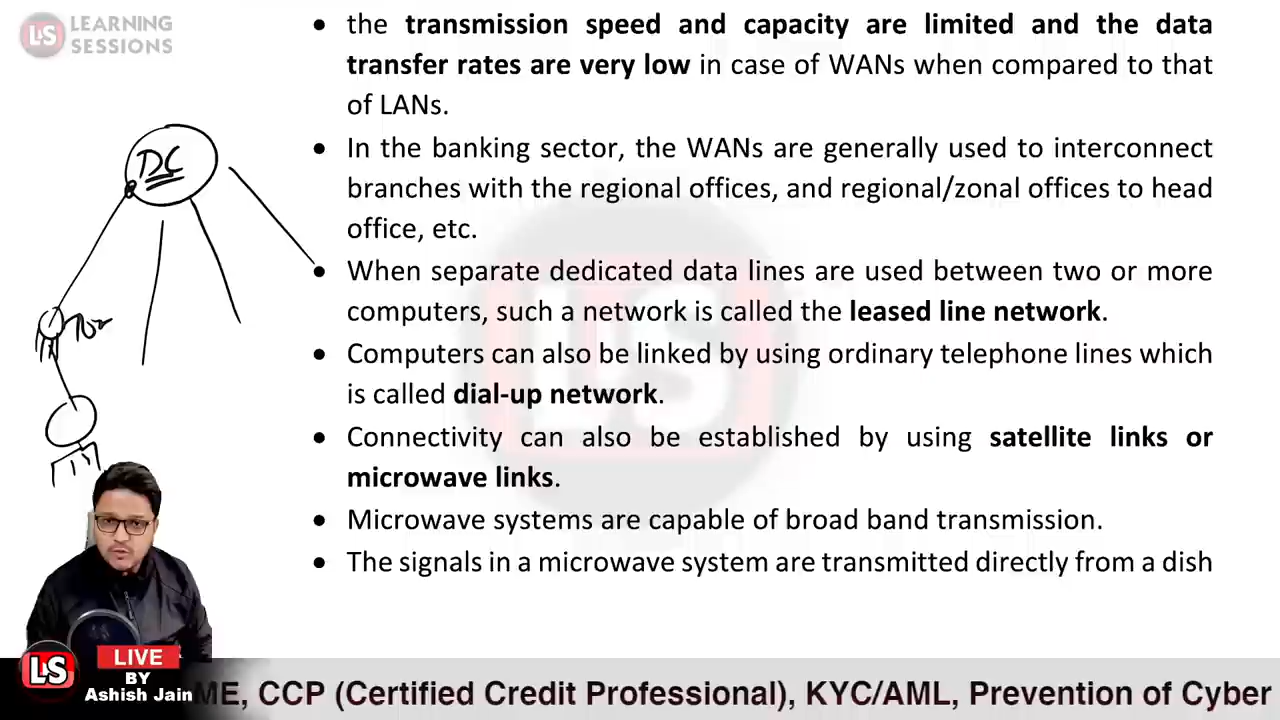 LS LEARNING
SESSIONS
• the transmission speed and capacity are limited and the data
transfer rates are very low in case of WANs when compared to that
of LANs.
DC
• In the banking sector, the WANs are generally used to interconnect
branches with the regional offices, and regional/zonal offices to head
office, etc.
• When separate dedicated data lines are used between two or more
computers, such a network is called the leased line network.
• Computers can also be linked by using ordinary telephone lines which
is called dial-up network.
• Connectivity can also be established by using satellite links or
microwave links.
• Microwave systems are capable of broad band transmission.
• The signals in a microwave system are transmitted directly from a dish
LS
LS
LIVE
BY
Ashish Jain
ME, CCP (Certified Credit Professional), KYC/AML, Prevention of Cyber